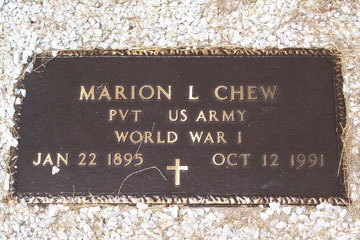 MARION L CHEW
PVT US ARMY
WORLD WAR I
JAN 22 1895 OCT 12 1991